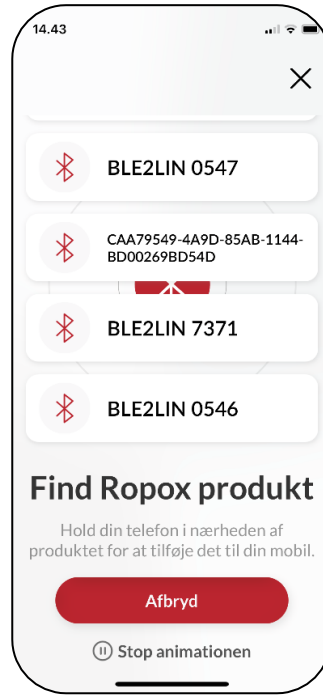 14.43
BLE2LIN 0547
CAA79549-4A9D-85AB-1144-
BD00269BD54D
BLE2LIN 7371
BLE2LIN 0546
Find Ropox produkt
Hold din telefon i nærheden af
produktet for at tilføje det til din mobil.
Afbryd
Stop animationen